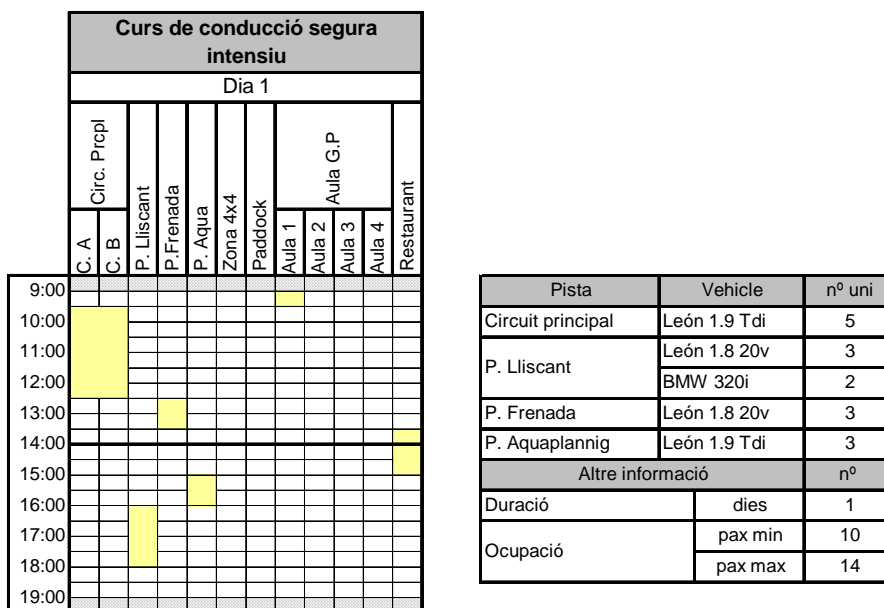 Curs de conducció segura
intensiu
Dia 1
Circ. Prcpl
Aula G.P
C. A
C. B
P. Lliscant
P.Frenada
P. Aqua
Zona 4x4
Paddock
Aula 1
Aula 2
Aula 3
Aula 4
Restaurant
9:00
10:00
11:00
12:00
13:00
14:00
15:00
16:00
17:00
18:00
19:00
Pista Vehicle nº uni
Circuit principal León 1.9 Tdi 5
P. Lliscant León 1.8 20v 3
BMW 320i 2
P. Frenada León 1.8 20v 3
P. Aquaplannig León 1.9 Tdi 3
Altre informació nº
Duració dies 1
Ocupació pax min 10
pax max 14